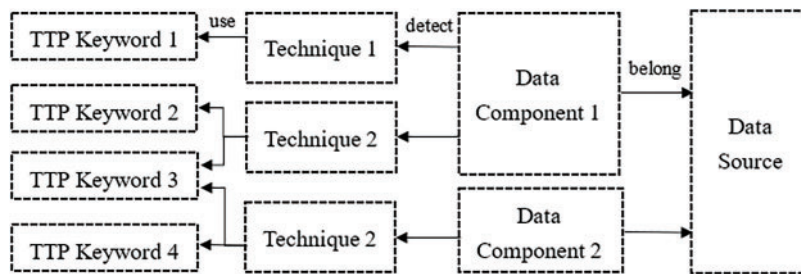 use
TTP Keyword 1
Technique 1
detect
Data
Component 1
belong
TTP Keyword 2
Technique 2
TTP Keyword 3
Data
Source
TTP Keyword 4
Technique 2
Data
Component 2